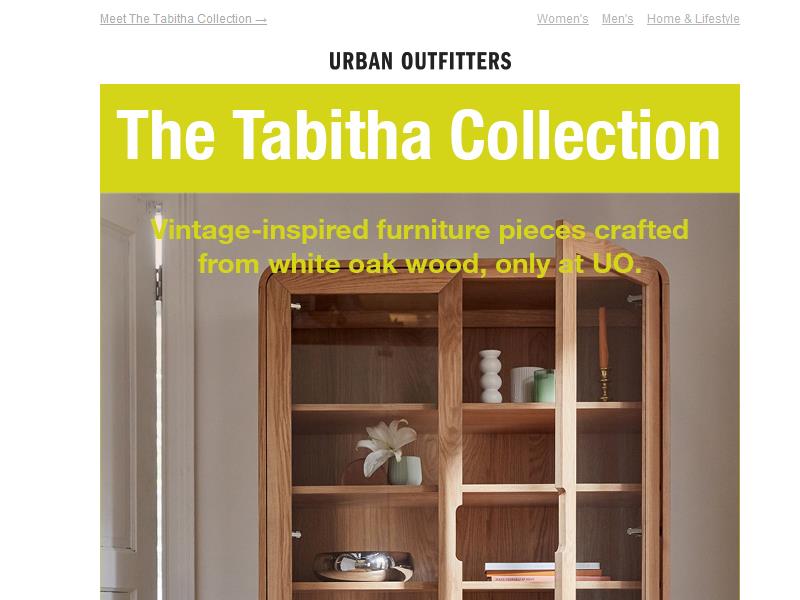 Meet The Tabitha Collection →
Women's Men's Home & Lifestyle
URBAN OUTFITTERS
The Tabitha Collection
Vintage-inspired furniture pieces crafted
from white oak wood, only at UO.